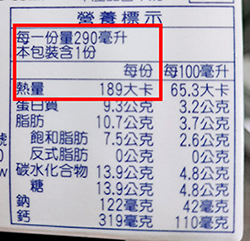 營養標示
每一份量290毫升
本包裝含1份
每份 每100毫升
熱量 189大卡 65.3大卡
蛋白質 9.3公克 3.2公克
脂肪 10.7公克 3.7公克
飽和脂肪 7.5公克 2.6公克
反式脂肪 0公克 0公克
碳水化合物 13.9公克 4.8公克
糖 13.9公克 4.8公克
鈉 122毫克 42毫克
鈣 319毫克 110毫克